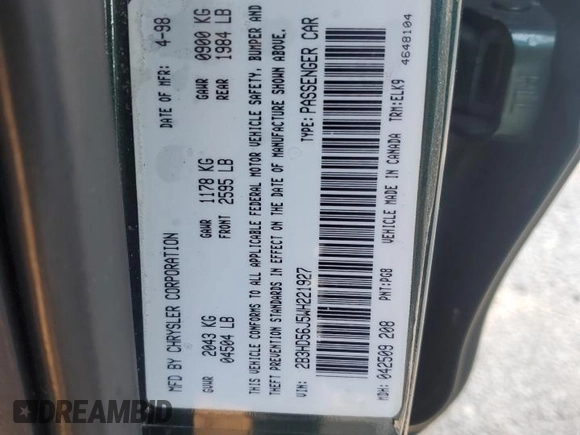 MFD BY CHRYSLER CORPORATION DATE OF MFR: 4-98
GVWR 2043 KG 04504 LB GAWR FRONT 1178 KG 2595 LB GAWR REAR 0900 KG 1984 LB
THIS VEHICLE CONFORMS TO ALL APPLICABLE FEDERAL MOTOR VEHICLE SAFETY, BUMPER AND
THEFT PREVENTION STANDARDS IN EFFECT ON THE DATE OF MANUFACTURE SHOWN ABOVE.
VIN: 2B3HD56J5WH221927 TYPE: PASSENGER CAR
MDH: 042509 208 PNT:PGB VEHICLE MADE IN CANADA TRM:ELK9
4648104
DREAMBID